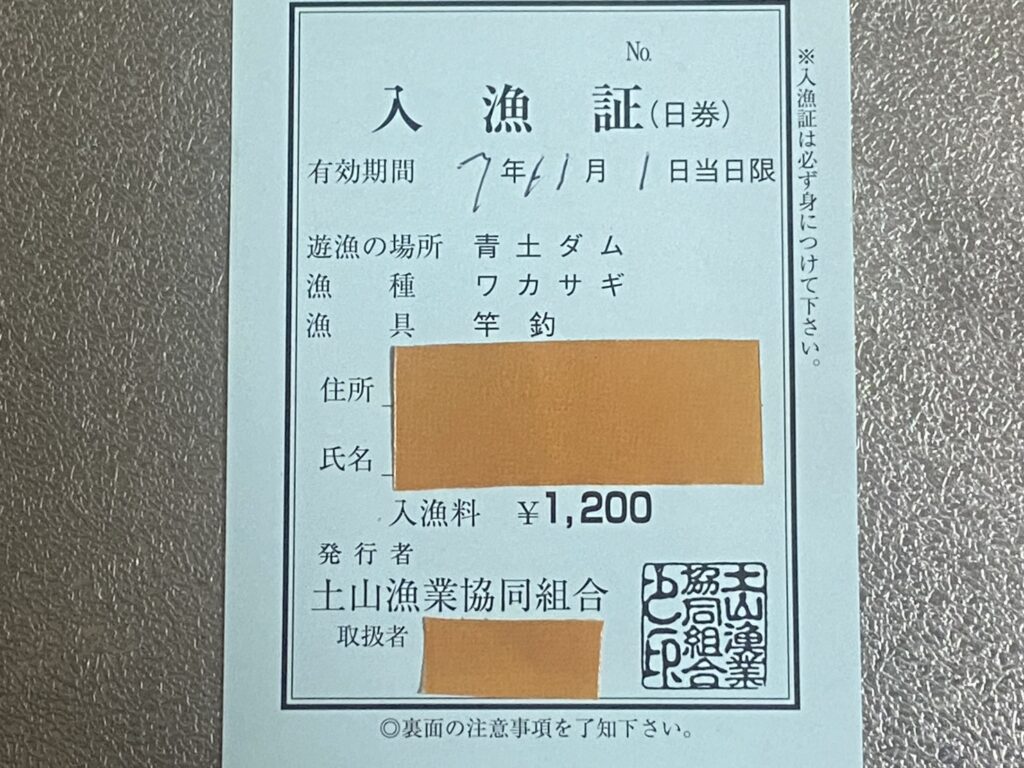 No.
入漁証(日券)
有効期間 7年11月1日当日限
遊漁の場所 青土ダム
漁種 ワカサギ
漁具 竿釣
住所
氏名
入漁料 ¥1,200
発行者
土山漁業協同組合
取扱者
土山漁業
協同組合
之印
※入漁証は必ず身につけて下さい。
◎裏面の注意事項を了知下さい。